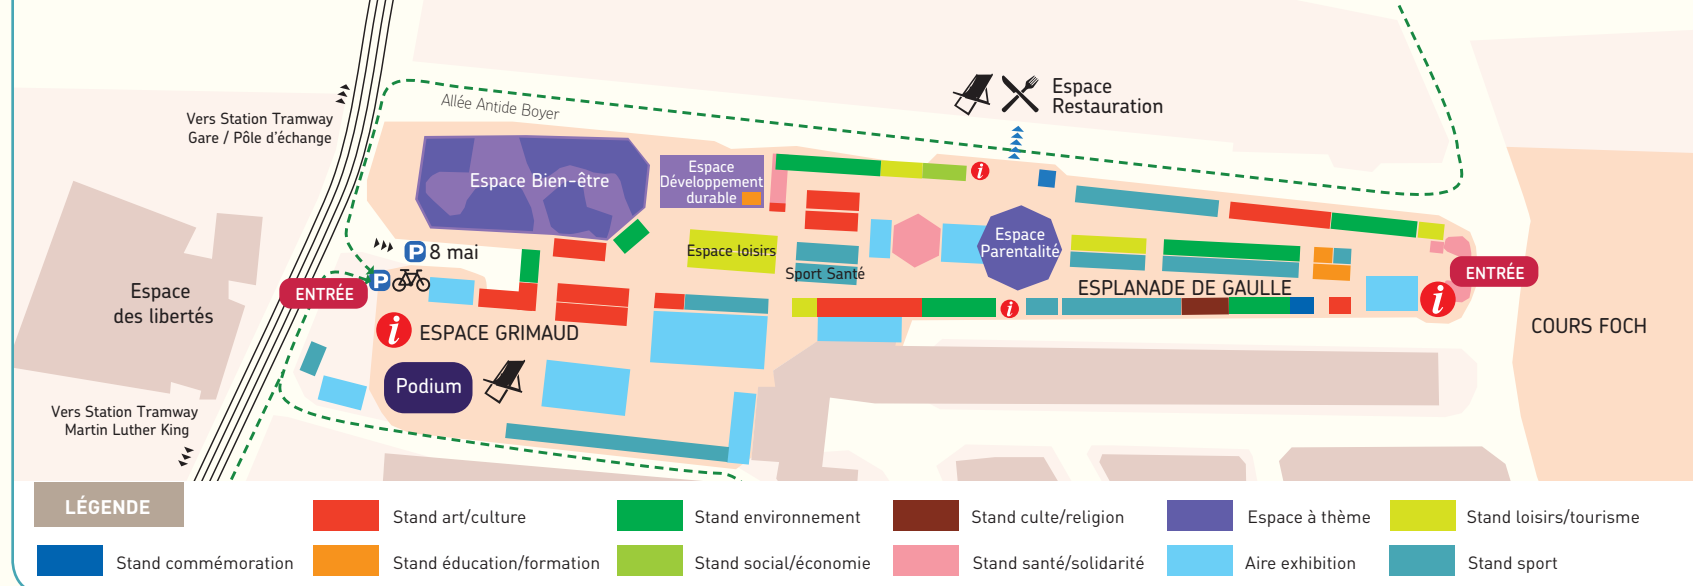 Allée Antide Boyer
Espace
Restauration
Vers Station Tramway
Gare / Pôle d'échange
Espace Bien-être
Espace
Développement
durable
i
Espace loisirs
Sport Santé
Espace
Parentalité
P 8 mai
P
ENTRÉE
ENTRÉE
ESPLANADE DE GAULLE
i
i
Espace
des libertés
i ESPACE GRIMAUD
COURS FOCH
Podium
Vers Station Tramway
Martin Luther King
LÉGENDE
Stand art/culture
Stand environnement
Stand culte/religion
Espace à thème
Stand loisirs/tourisme
Stand commémoration
Stand éducation/formation
Stand social/économie
Stand santé/solidarité
Aire exhibition
Stand sport